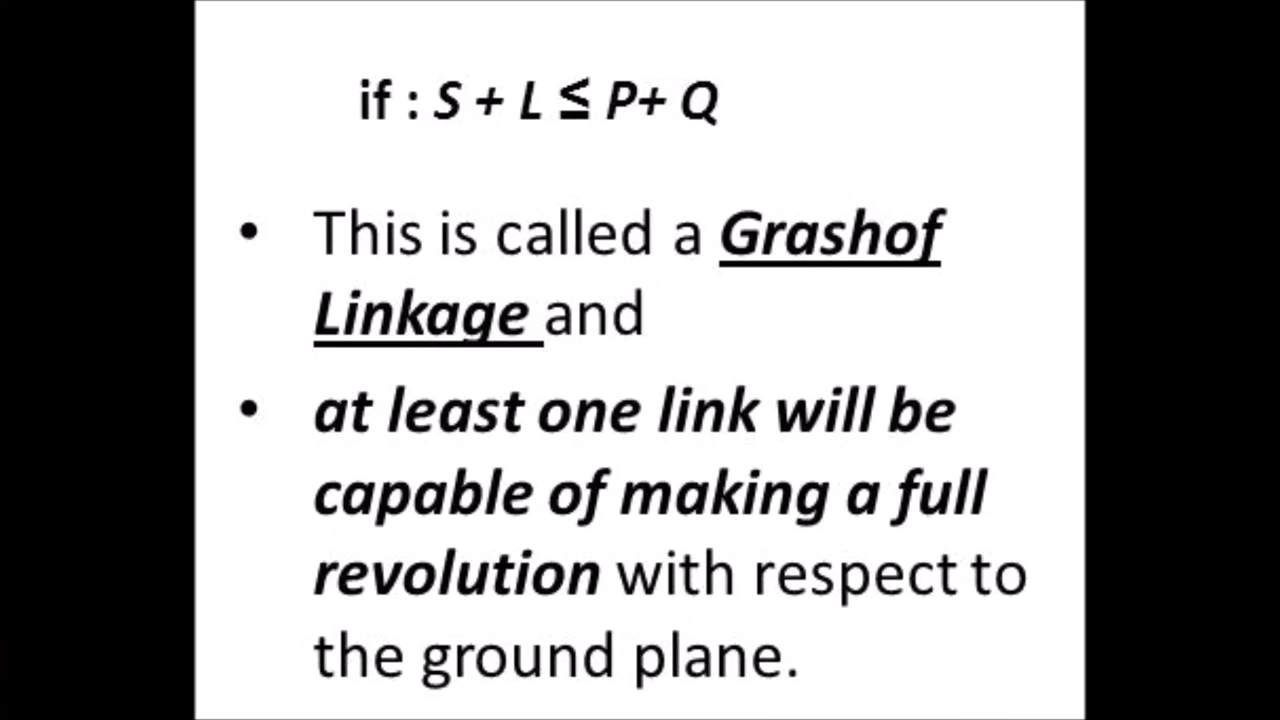 if : S + L ≤ P+ Q
• This is called a Grashof
Linkage and
• at least one link will be
capable of making a full
revolution with respect to
the ground plane.